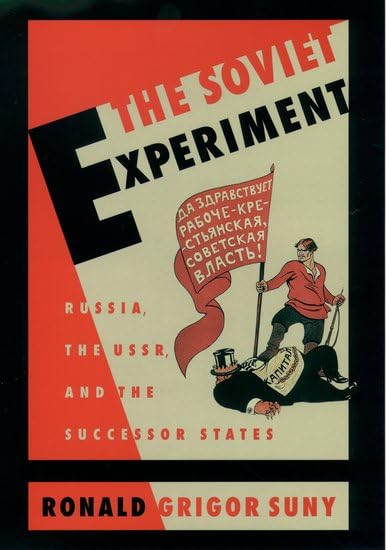 THE SOVIET
EXPERIMENT
ДА ЗДРАВСТВУЕТ
РАБОЧЕ-КРЕ-
-СТЬЯНСКАЯ,
СОВЕТСКАЯ
ВЛАСТЬ!
КАПИТАЛ
RUSSIA,
THE USSR,
AND THE
SUCCESSOR STATES
RONALD GRIGOR SUNY